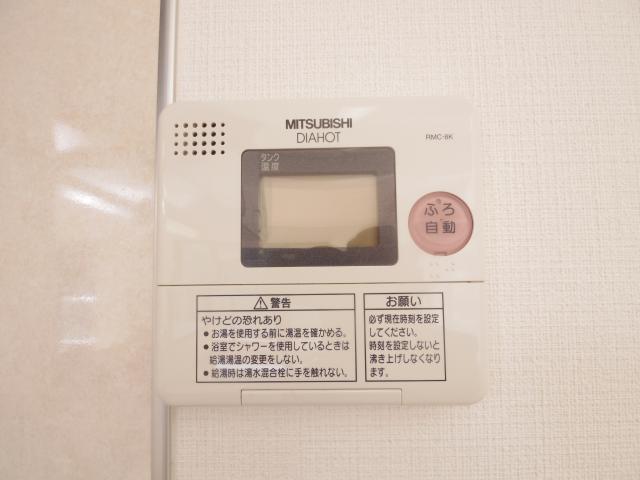 MITSUBISHI
DIAHOT
RMC-8K
タンク
温度
ふろ
自動
⚠警告
やけどの恐れあり
●お湯を使用する前に湯温を確かめる。
●浴室でシャワーを使用しているときは
給湯湯温の変更をしない。
●給湯時は湯水混合栓に手を触れない。
お願い
必ず現在時刻を設定
してください。
時刻を設定しないと
沸き上げしなくなり
ます。